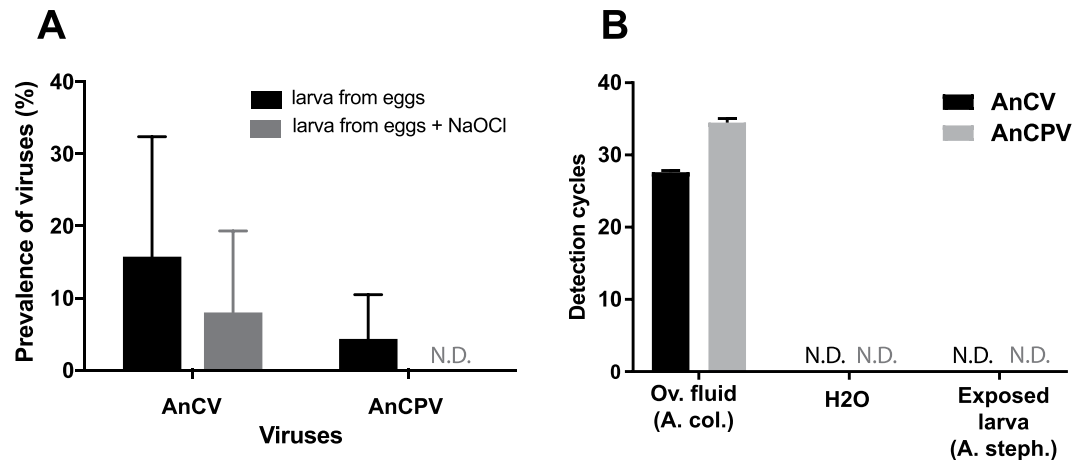 A
Prevalence of viruses (%)
40
30
20
10
0
larva from eggs
larva from eggs + NaOCl
N.D.
AnCV
AnCPV
Viruses
B
Detection cycles
40
30
20
10
0
AnCV
AnCPV
N.D. N.D.
N.D. N.D.
Ov. fluid
(A. col.)
H2O
Exposed
larva
(A. steph.)